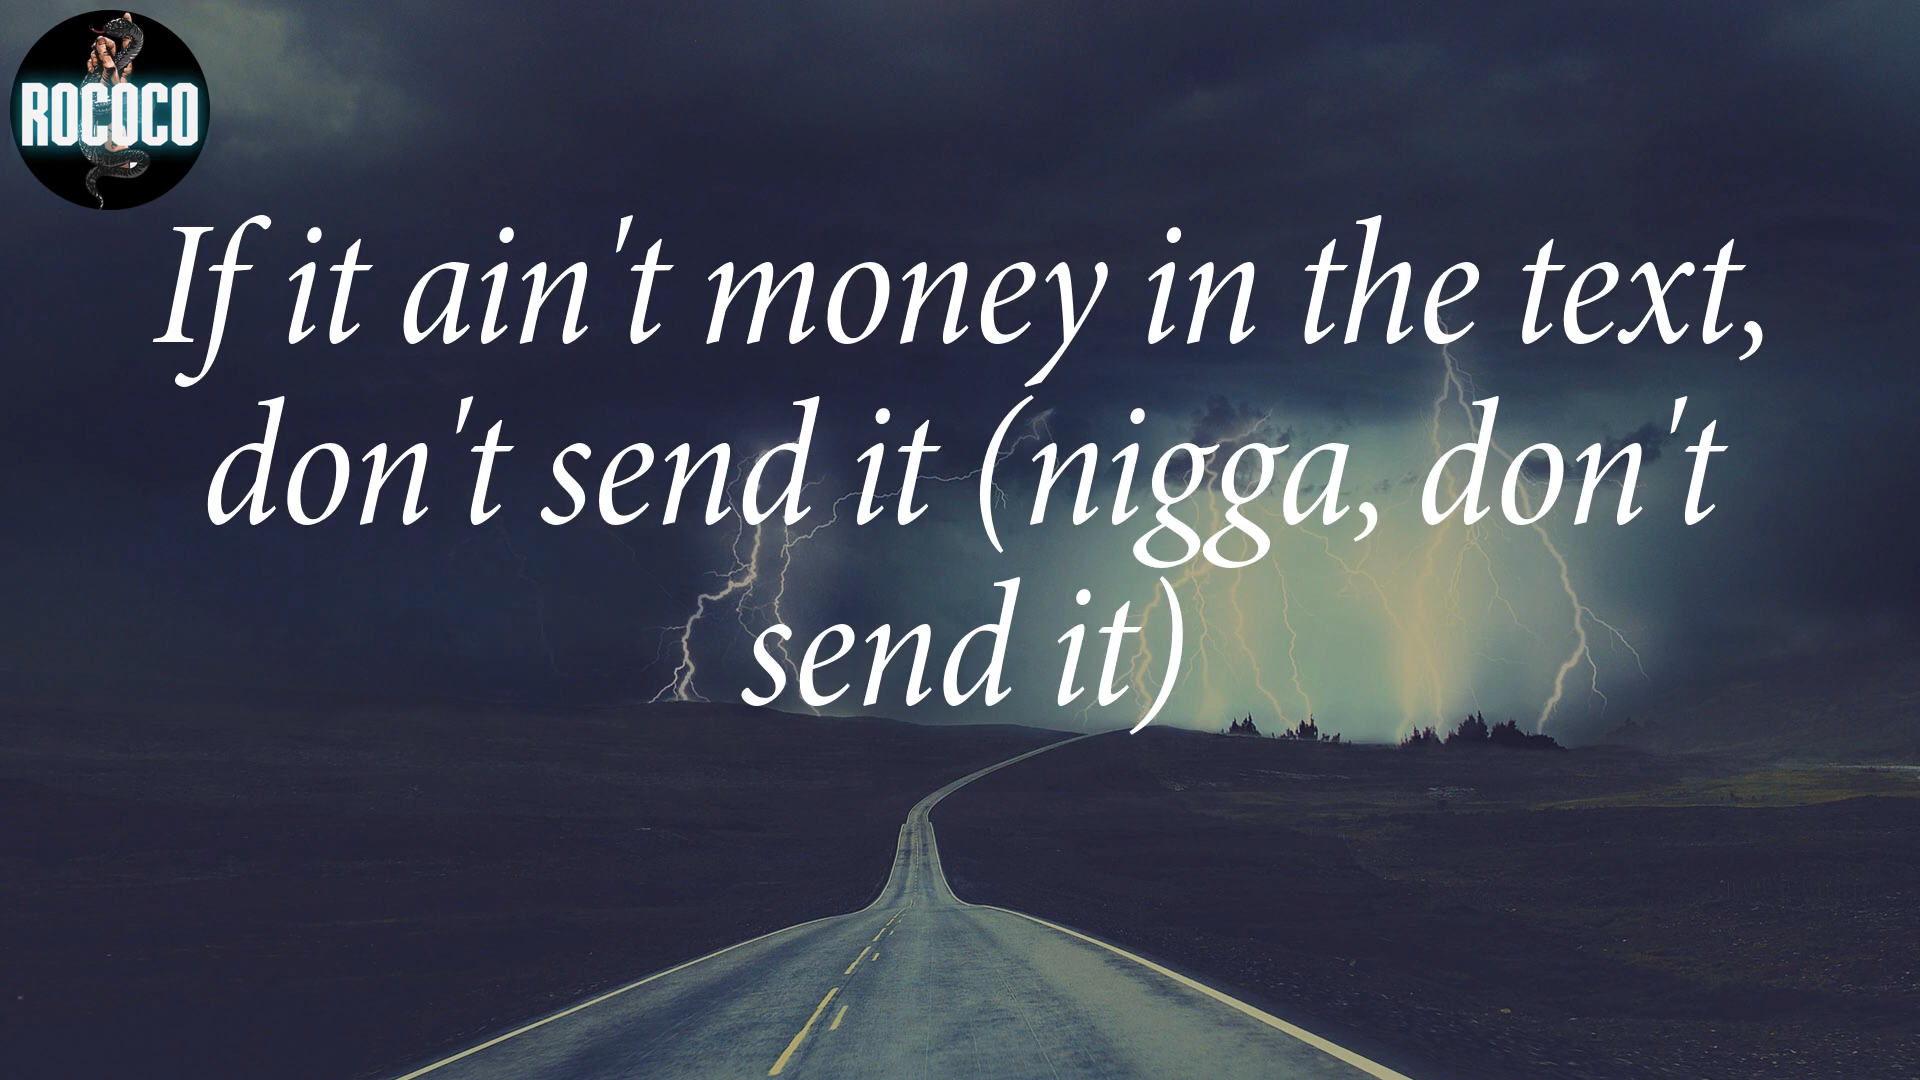 ROCOCO
If it ain't money in the text,
don't send it (nigga, don't
send it)